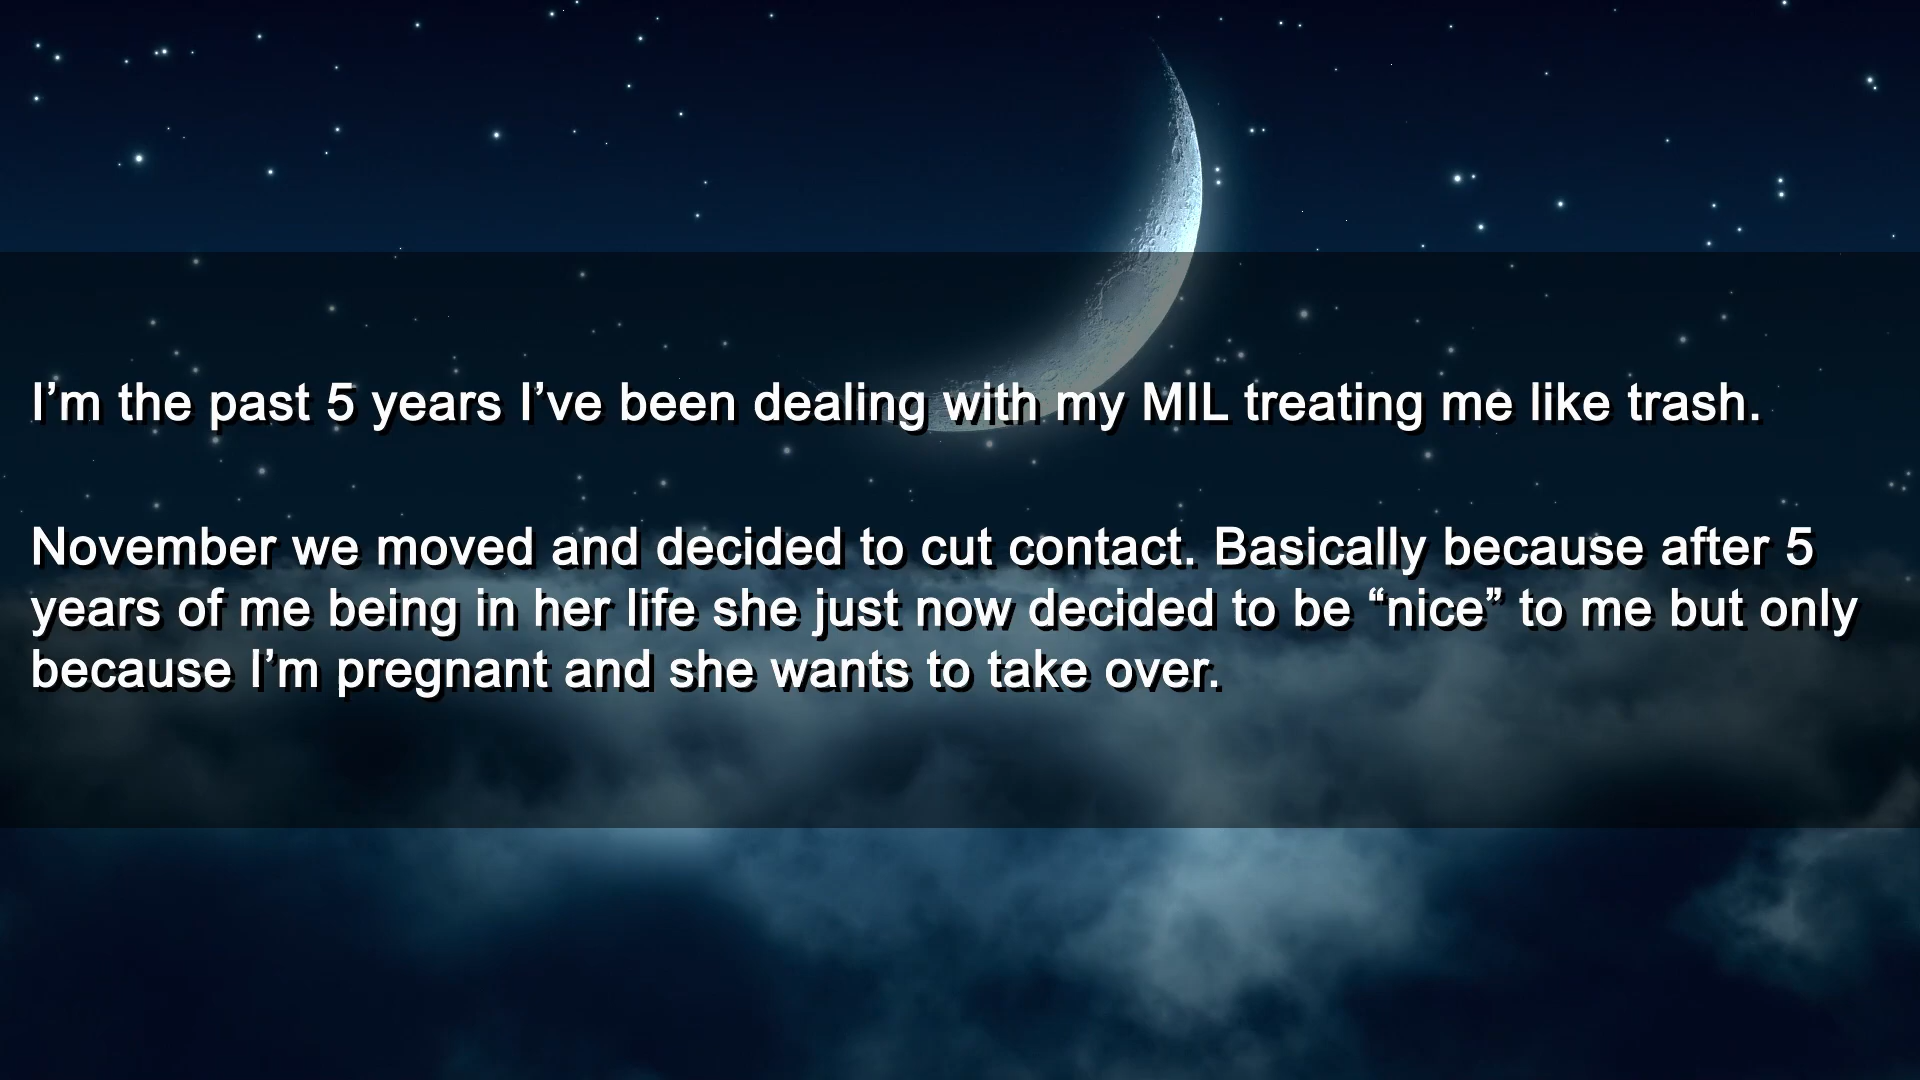 I’m the past 5 years I’ve been dealing with my MIL treating me like trash.
November we moved and decided to cut contact. Basically because after 5
years of me being in her life she just now decided to be “nice” to me but only
because I’m pregnant and she wants to take over.